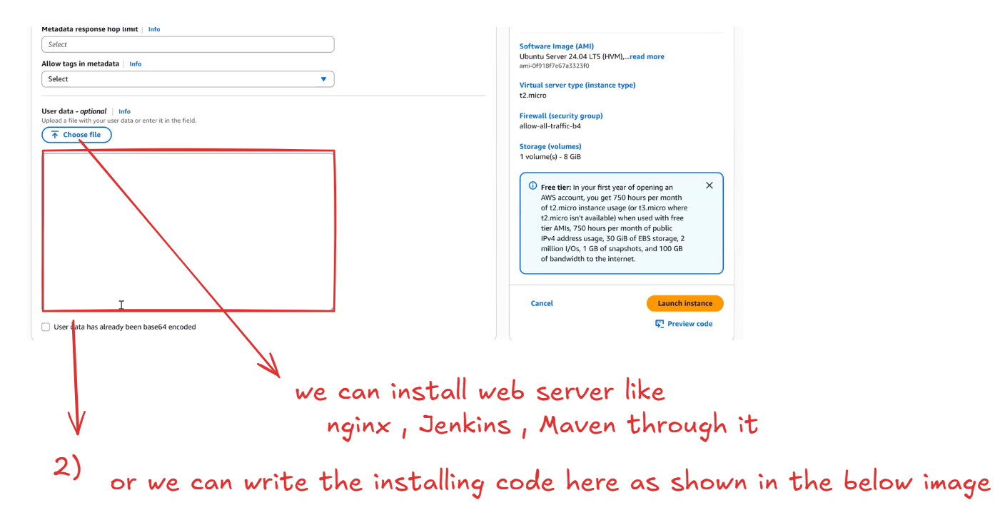 Metadata response hop limit | Info
Select
Allow tags in metadata | Info
Select
User data - optional | Info
Upload a file with your user data or enter it in the field.
Choose file
User data has already been base64 encoded
Software Image (AMI)
Ubuntu Server 24.04 LTS (HVM),...read more
ami-0f918f7e67a3323f0
Virtual server type (instance type)
t2.micro
Firewall (security group)
allow-all-traffic-b4
Storage (volumes)
1 volume(s) - 8 GiB
Free tier: In your first year of opening an
AWS account, you get 750 hours per month
of t2.micro instance usage (or t3.micro where
t2.micro isn't available) when used with free
tier AMIs, 750 hours per month of public
IPv4 address usage, 30 GiB of EBS storage, 2
million I/Os, 1 GB of snapshots, and 100 GB
of bandwidth to the internet.
Cancel
Launch instance
Preview code
we can install web server like
nginx , Jenkins , Maven through it
2)
or we can write the installing code here as shown in the below image